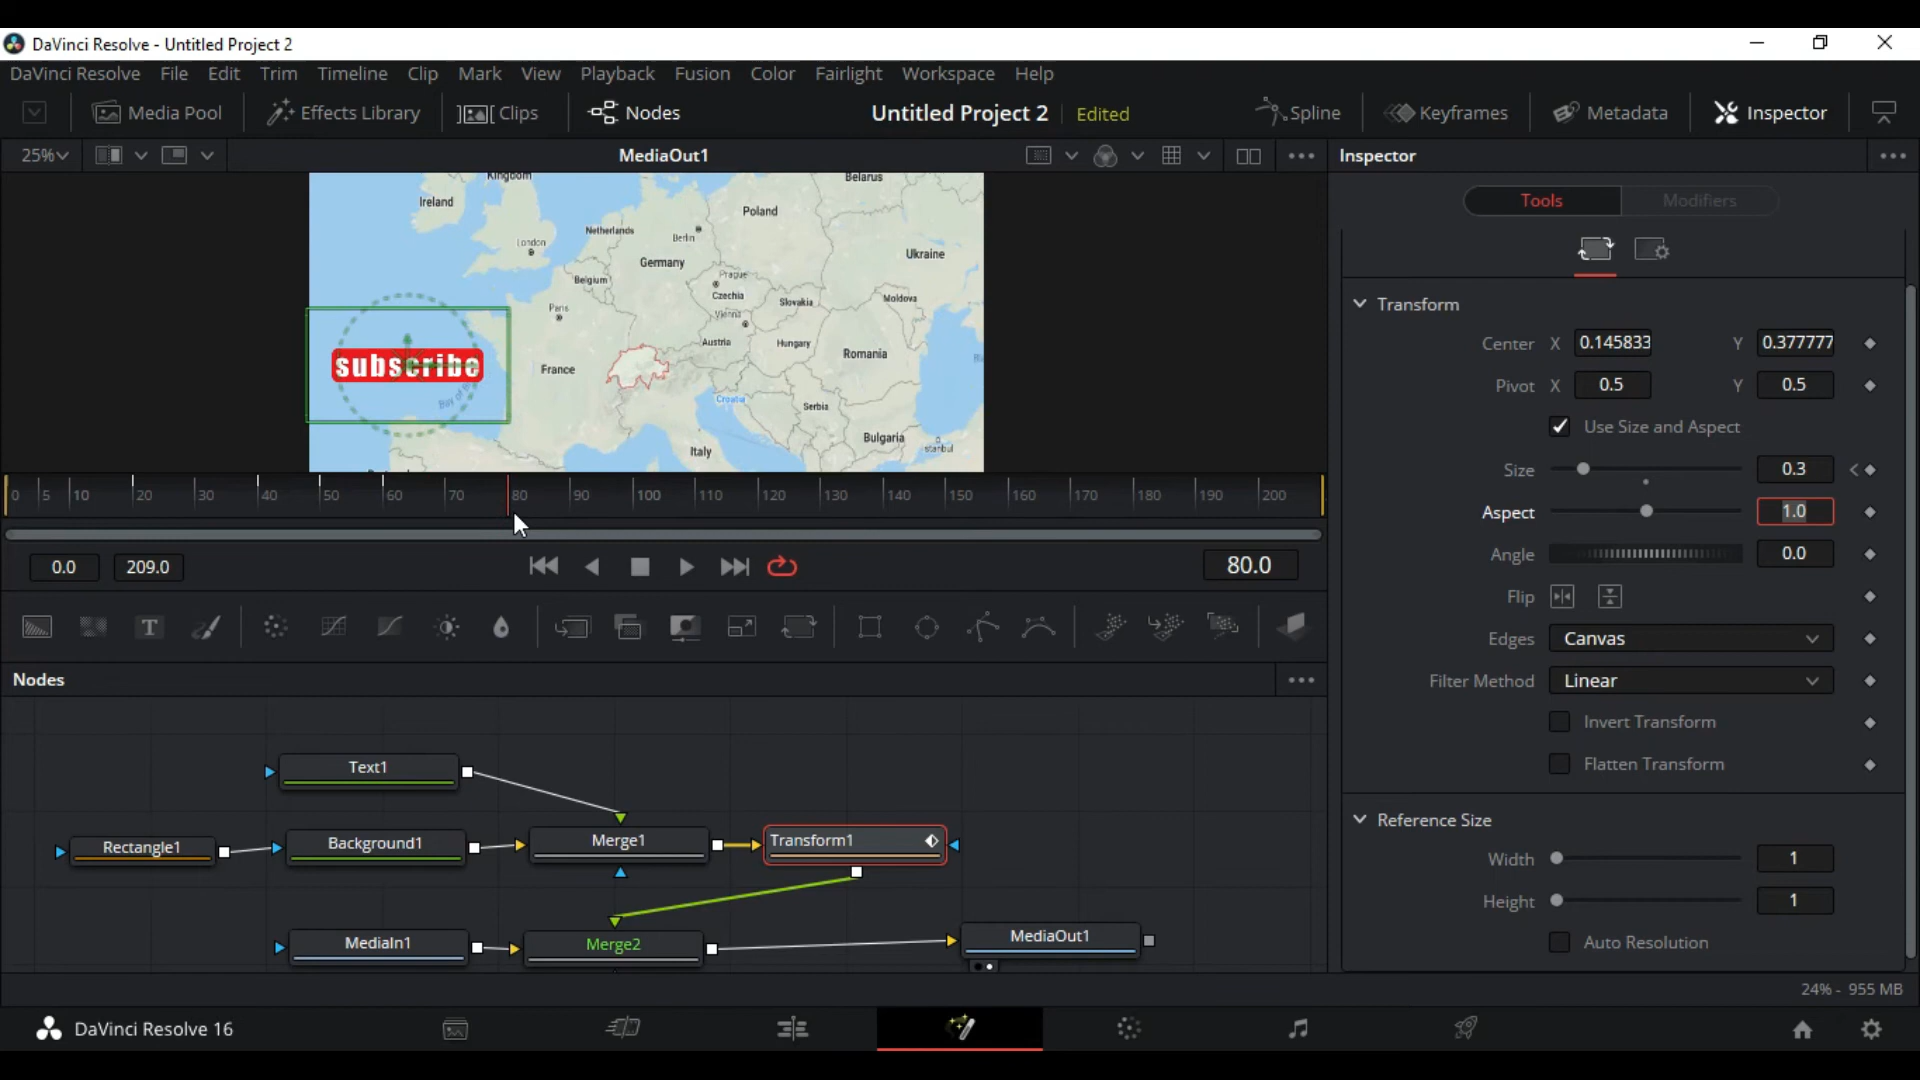 DaVinci Resolve - Untitled Project 2
DaVinci Resolve File Edit Trim Timeline Clip Mark View Playback Fusion Color Fairlight Workspace Help
Media Pool Effects Library Clips Nodes Untitled Project 2 Edited Spline Keyframes Metadata Inspector
25% MediaOut1 Inspector
Tools Modifiers
Kingdom Belarus
Ireland
Poland
London Netherlands Berlin
Germany Ukraine
Belgium Prague
Czechia Slovakia Moldova
Paris Vienna
Austria Hungary
Romania
subscribe France
Bay of
Croatia Serbia
Bulgaria
Italy stanbul
Transform
Center X 0.145833 Y 0.377777
Pivot X 0.5 Y 0.5
Use Size and Aspect
Size 0.3
Aspect 1.0
Angle 0.0
Flip
Edges Canvas
Filter Method Linear
Invert Transform
Flatten Transform
Reference Size
Width 1
Height 1
Auto Resolution
0 5 10 20 30 40 50 60 70 80 90 100 110 120 130 140 150 160 170 180 190 200
0.0 209.0 80.0
T
Nodes
Text1
Rectangle1 Background1 Merge1 Transform1
MediaIn1 Merge2 MediaOut1
24% - 955 MB
DaVinci Resolve 16